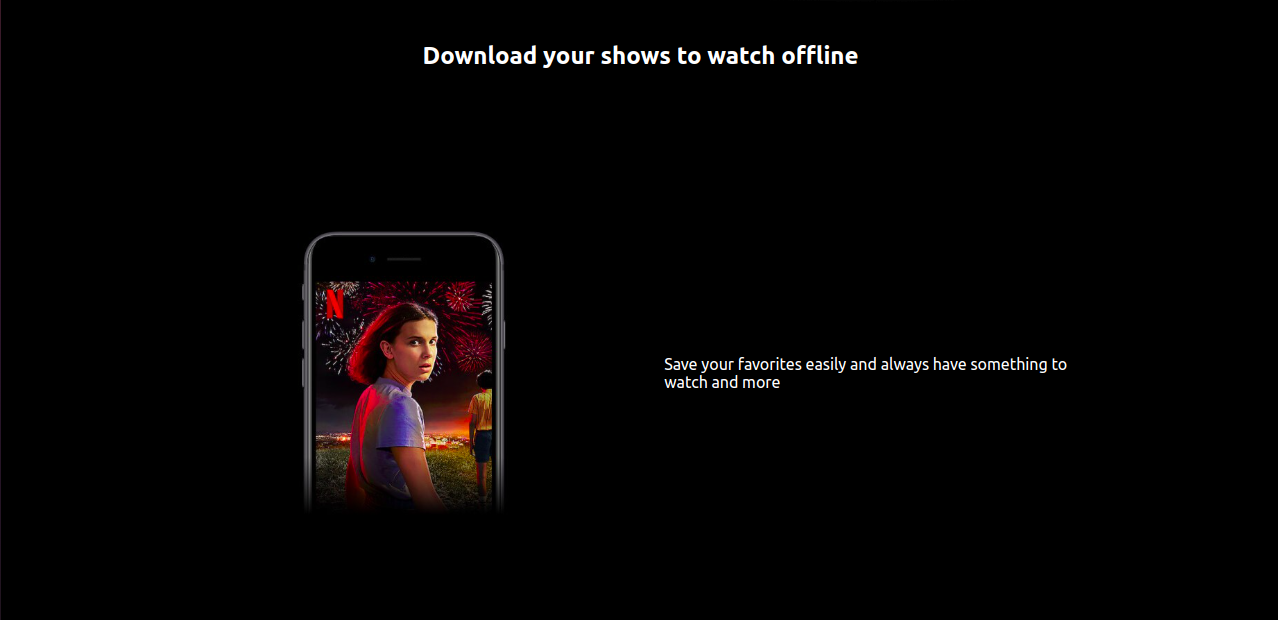 Download your shows to watch offline
N
Save your favorites easily and always have something to
watch and more